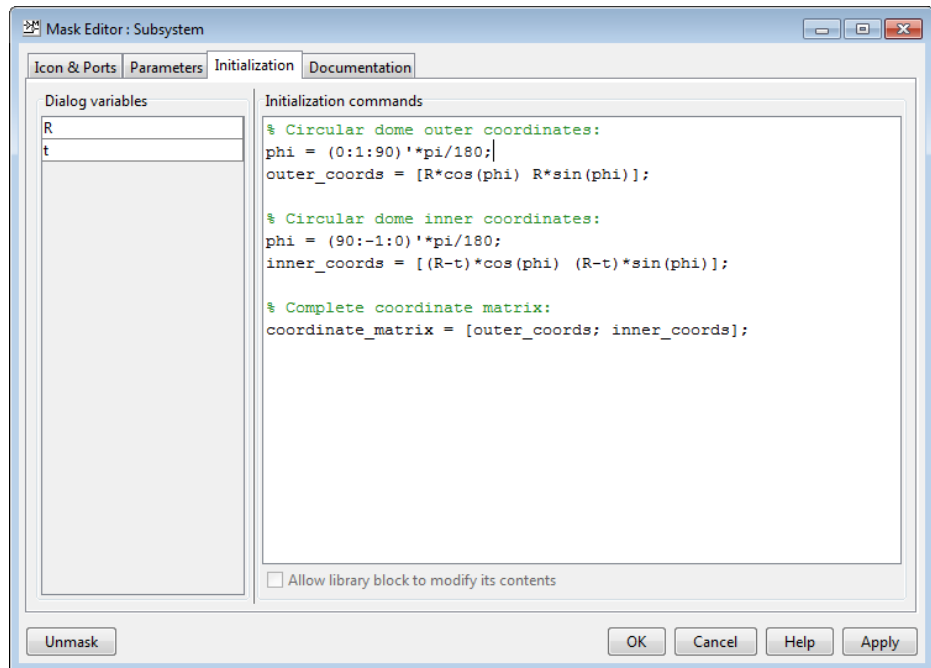 Mask Editor : Subsystem
Icon & Ports Parameters Initialization Documentation
Dialog variables
R
t
Initialization commands
% Circular dome outer coordinates:
phi = (0:1:90)'*pi/180;
outer_coords = [R*cos(phi) R*sin(phi)];
% Circular dome inner coordinates:
phi = (90:-1:0)'*pi/180;
inner_coords = [(R-t)*cos(phi) (R-t)*sin(phi)];
% Complete coordinate matrix:
coordinate_matrix = [outer_coords; inner_coords];
Allow library block to modify its contents
Unmask OK Cancel Help Apply